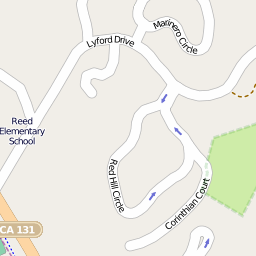 Marinero Circle
Lyford Drive
Reed
Elementary
School
Red Hill Circle
Corinthian Court
CA 131